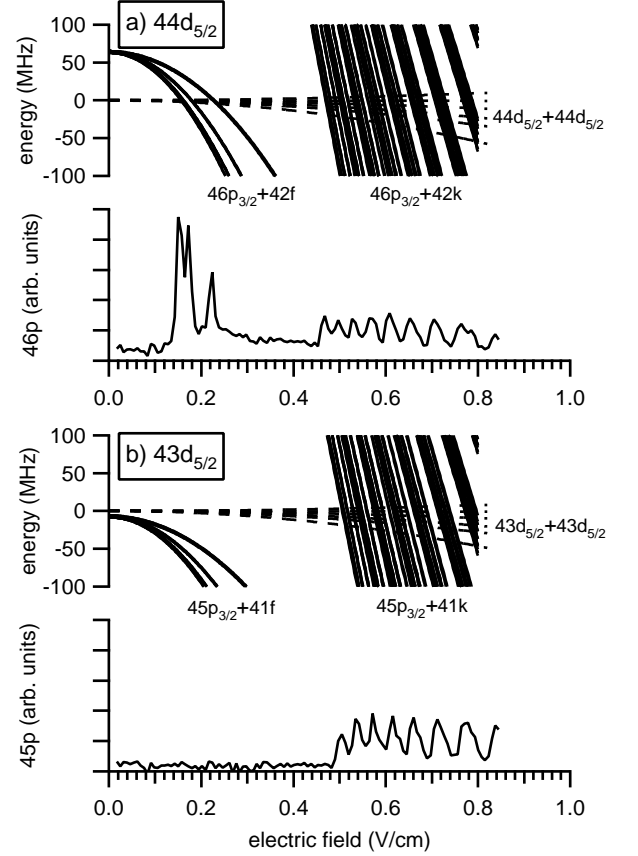 a) 44d5/2
energy (MHz)
100
50
0
-50
-100
44d5/2+44d5/2
46p3/2+42f
46p3/2+42k
46p (arb. units)
0.0 0.2 0.4 0.6 0.8 1.0
b) 43d5/2
energy (MHz)
100
50
0
-50
-100
43d5/2+43d5/2
45p3/2+41f
45p3/2+41k
45p (arb. units)
0.0 0.2 0.4 0.6 0.8 1.0
electric field (V/cm)